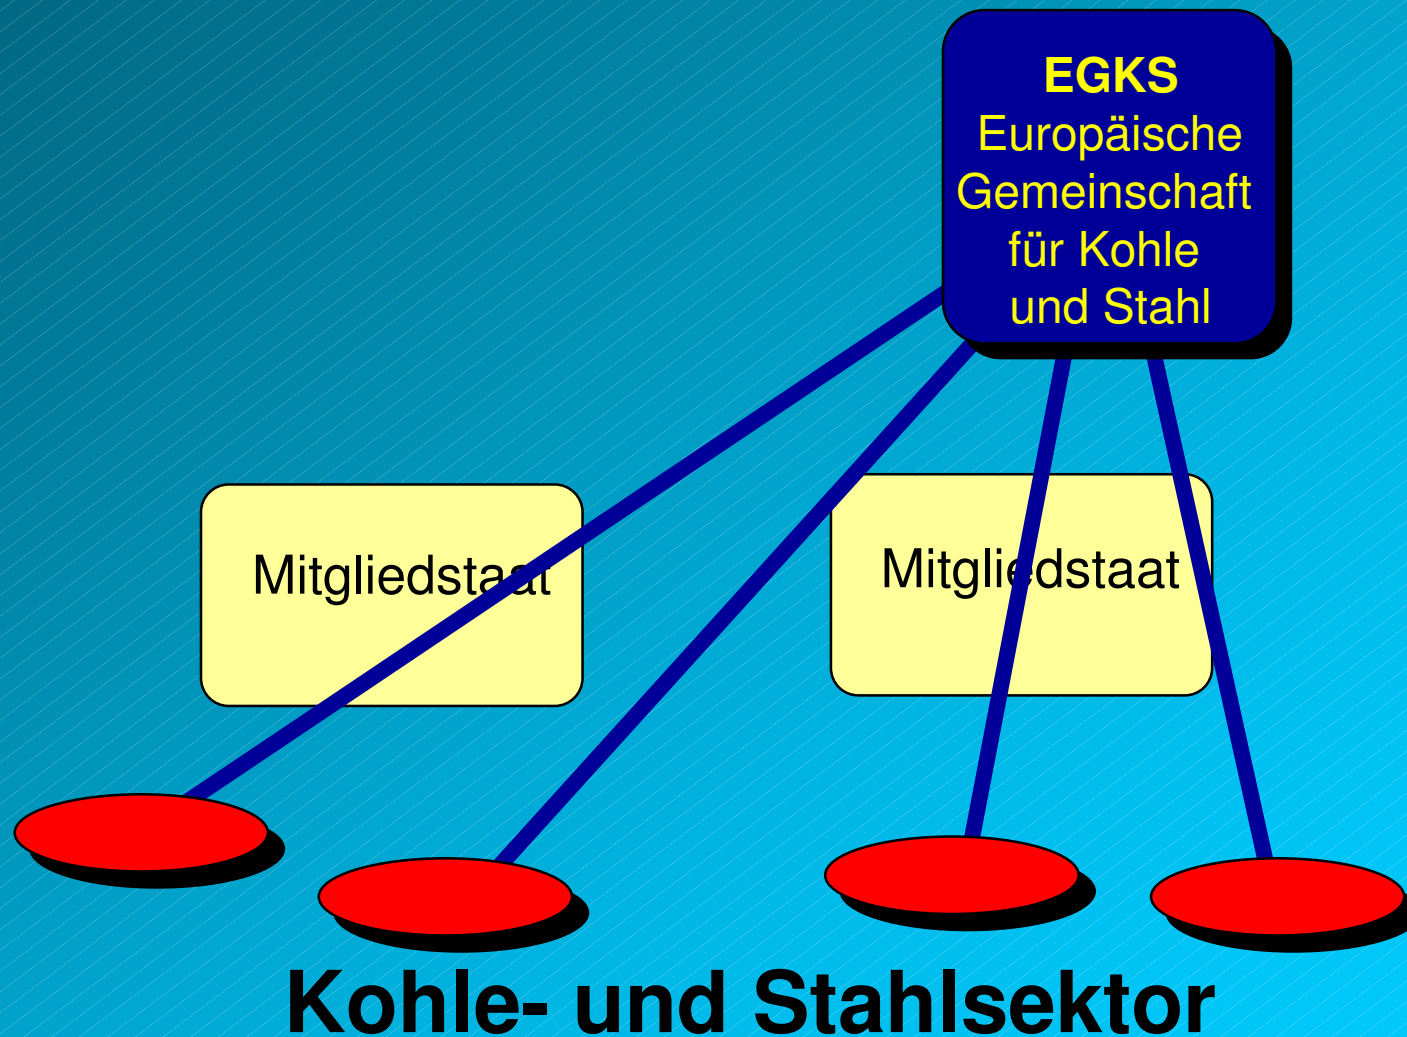 EGKS
Europäische
Gemeinschaft
für Kohle
und Stahl
Mitgliedstaat
Mitgliedstaat
Kohle- und Stahlsektor